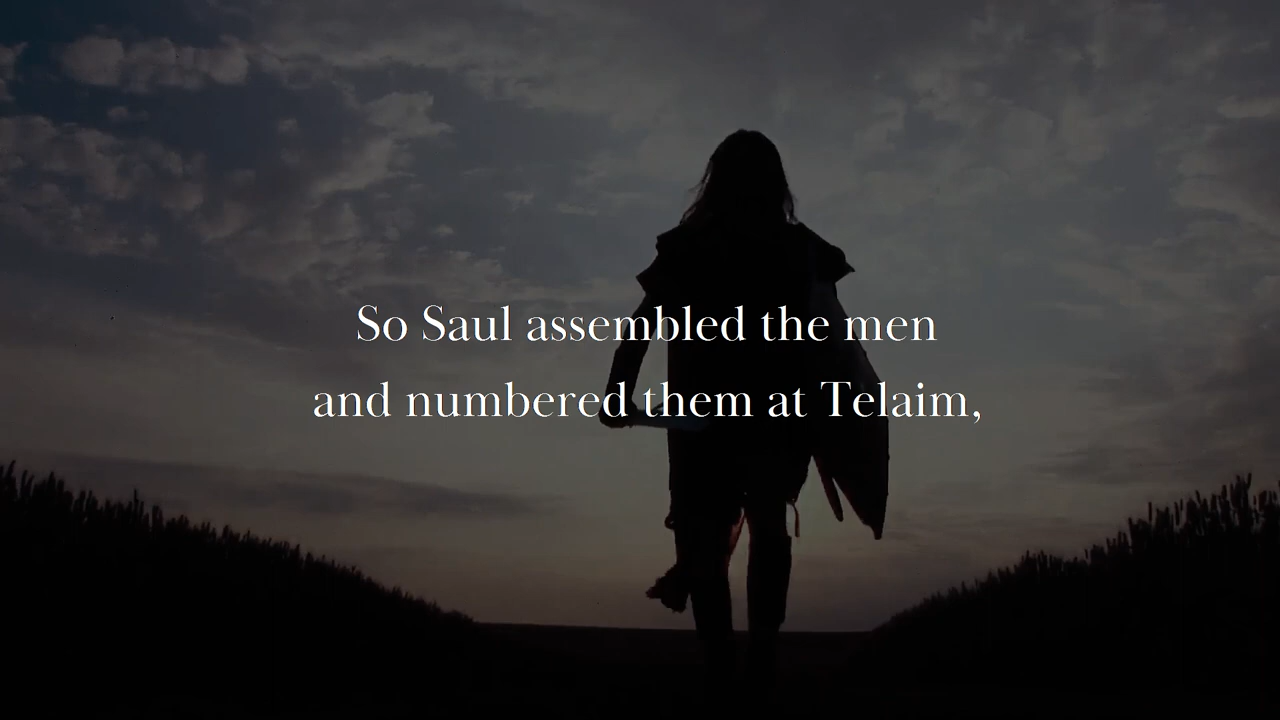 So Saul assembled the men
and numbered them at Telaim,